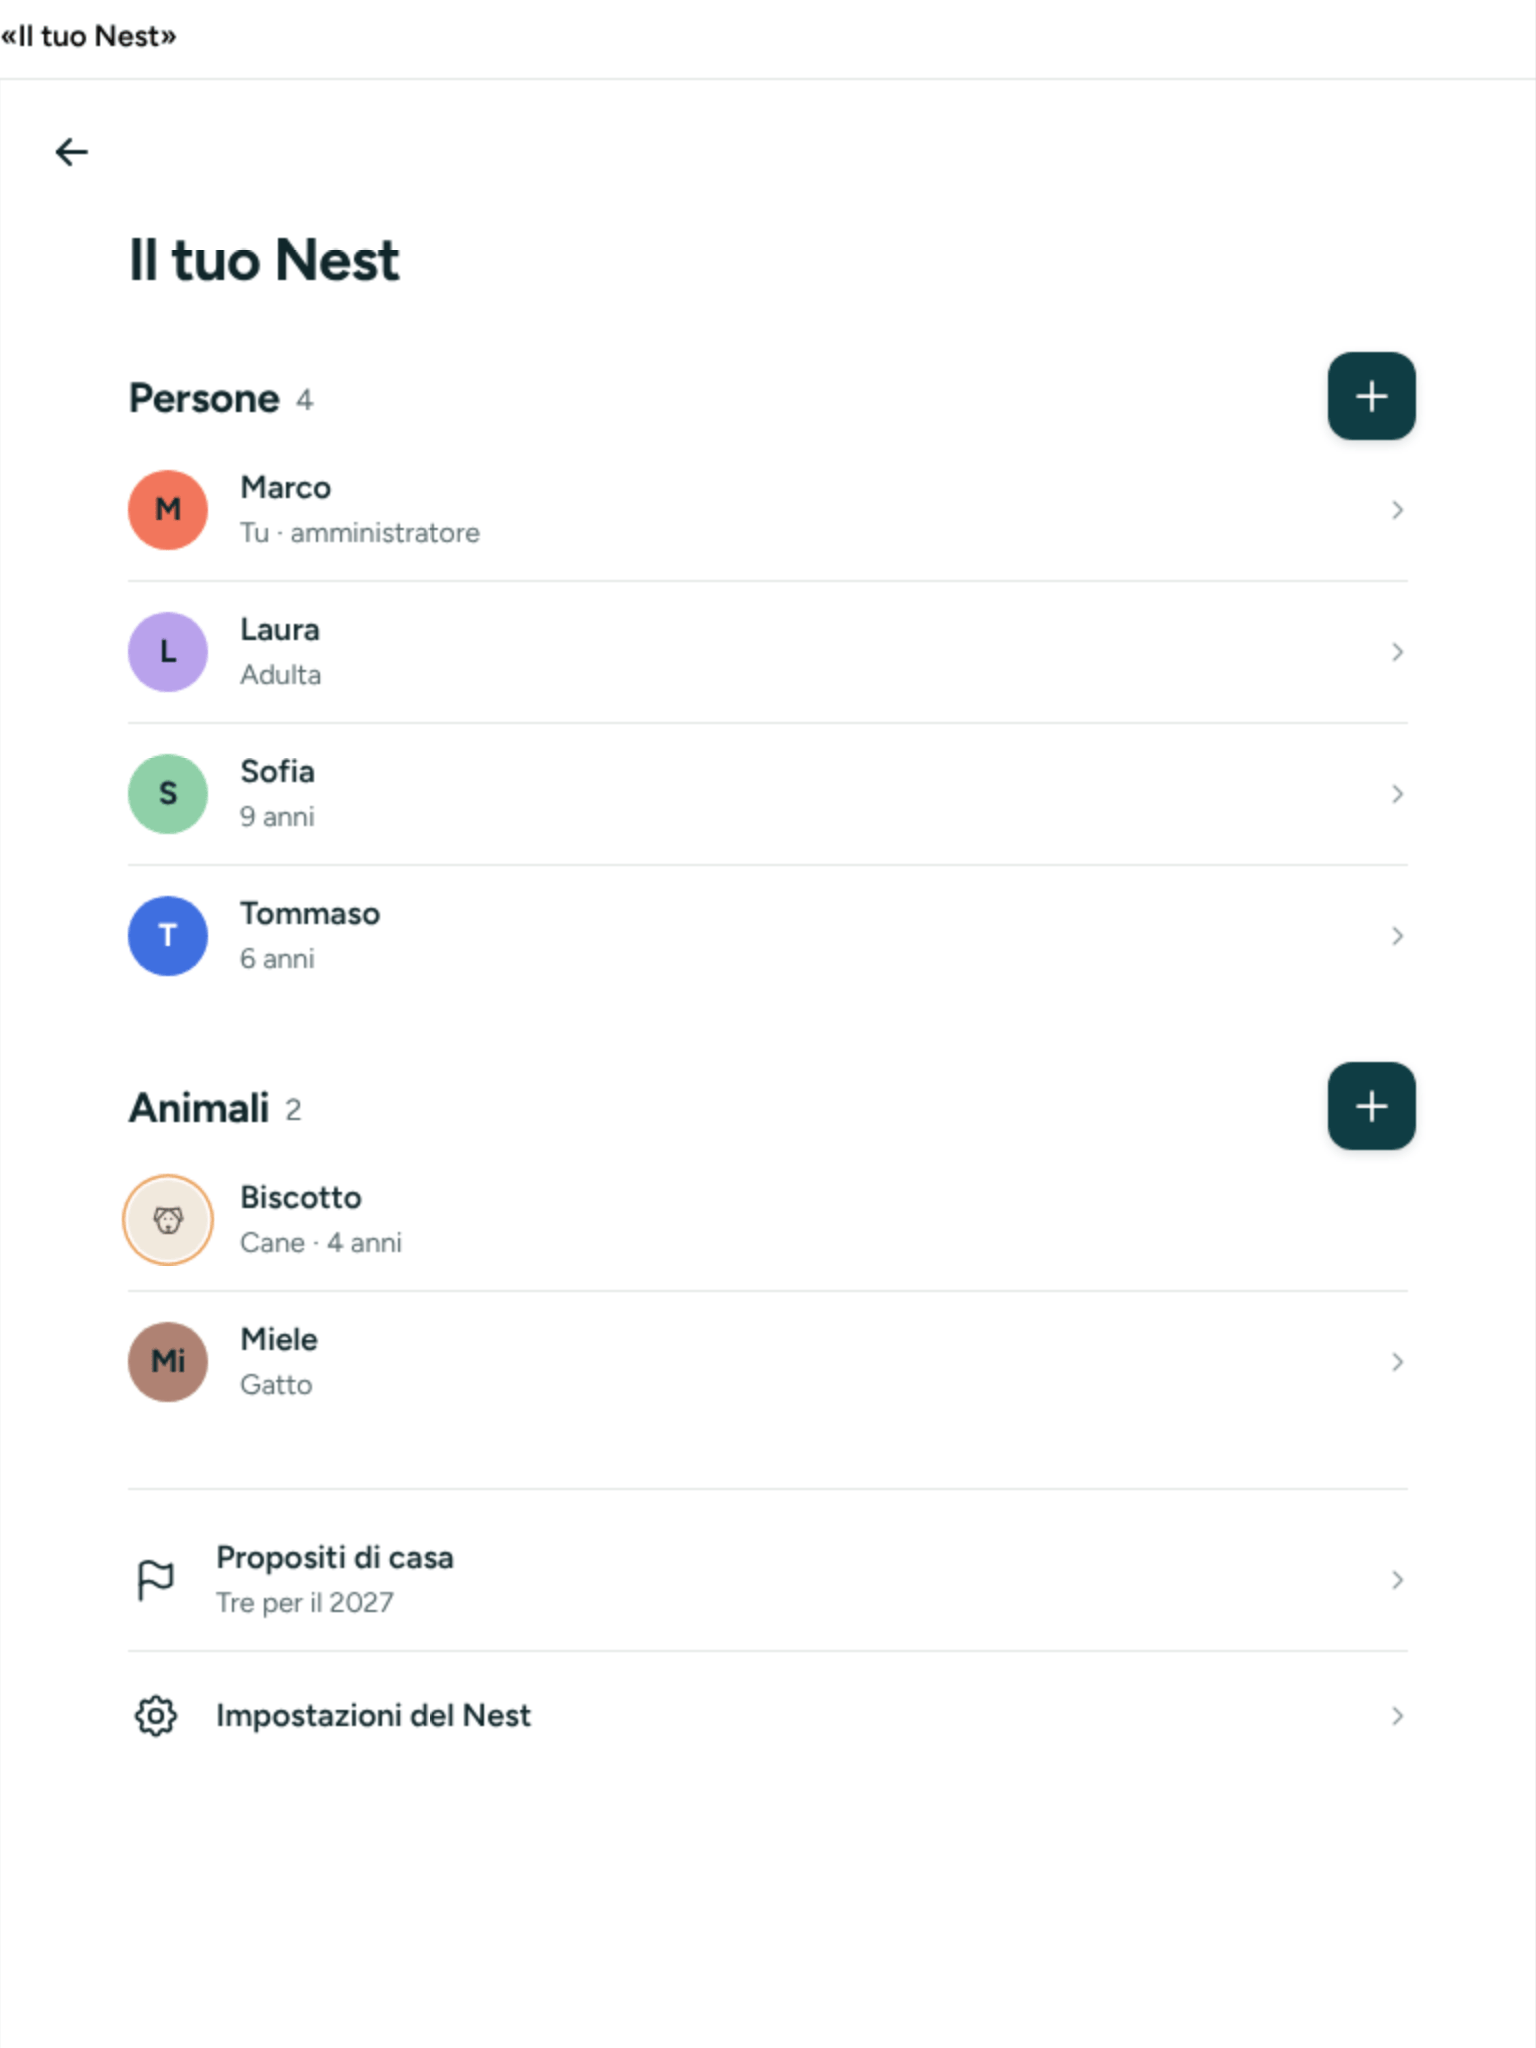 «Il tuo Nest»
Il tuo Nest
Persone 4
M
Marco
Tu · amministratore
L
Laura
Adulta
S
Sofia
9 anni
T
Tommaso
6 anni
Animali 2
Biscotto
Cane · 4 anni
Mi
Miele
Gatto
Propositi di casa
Tre per il 2027
Impostazioni del Nest